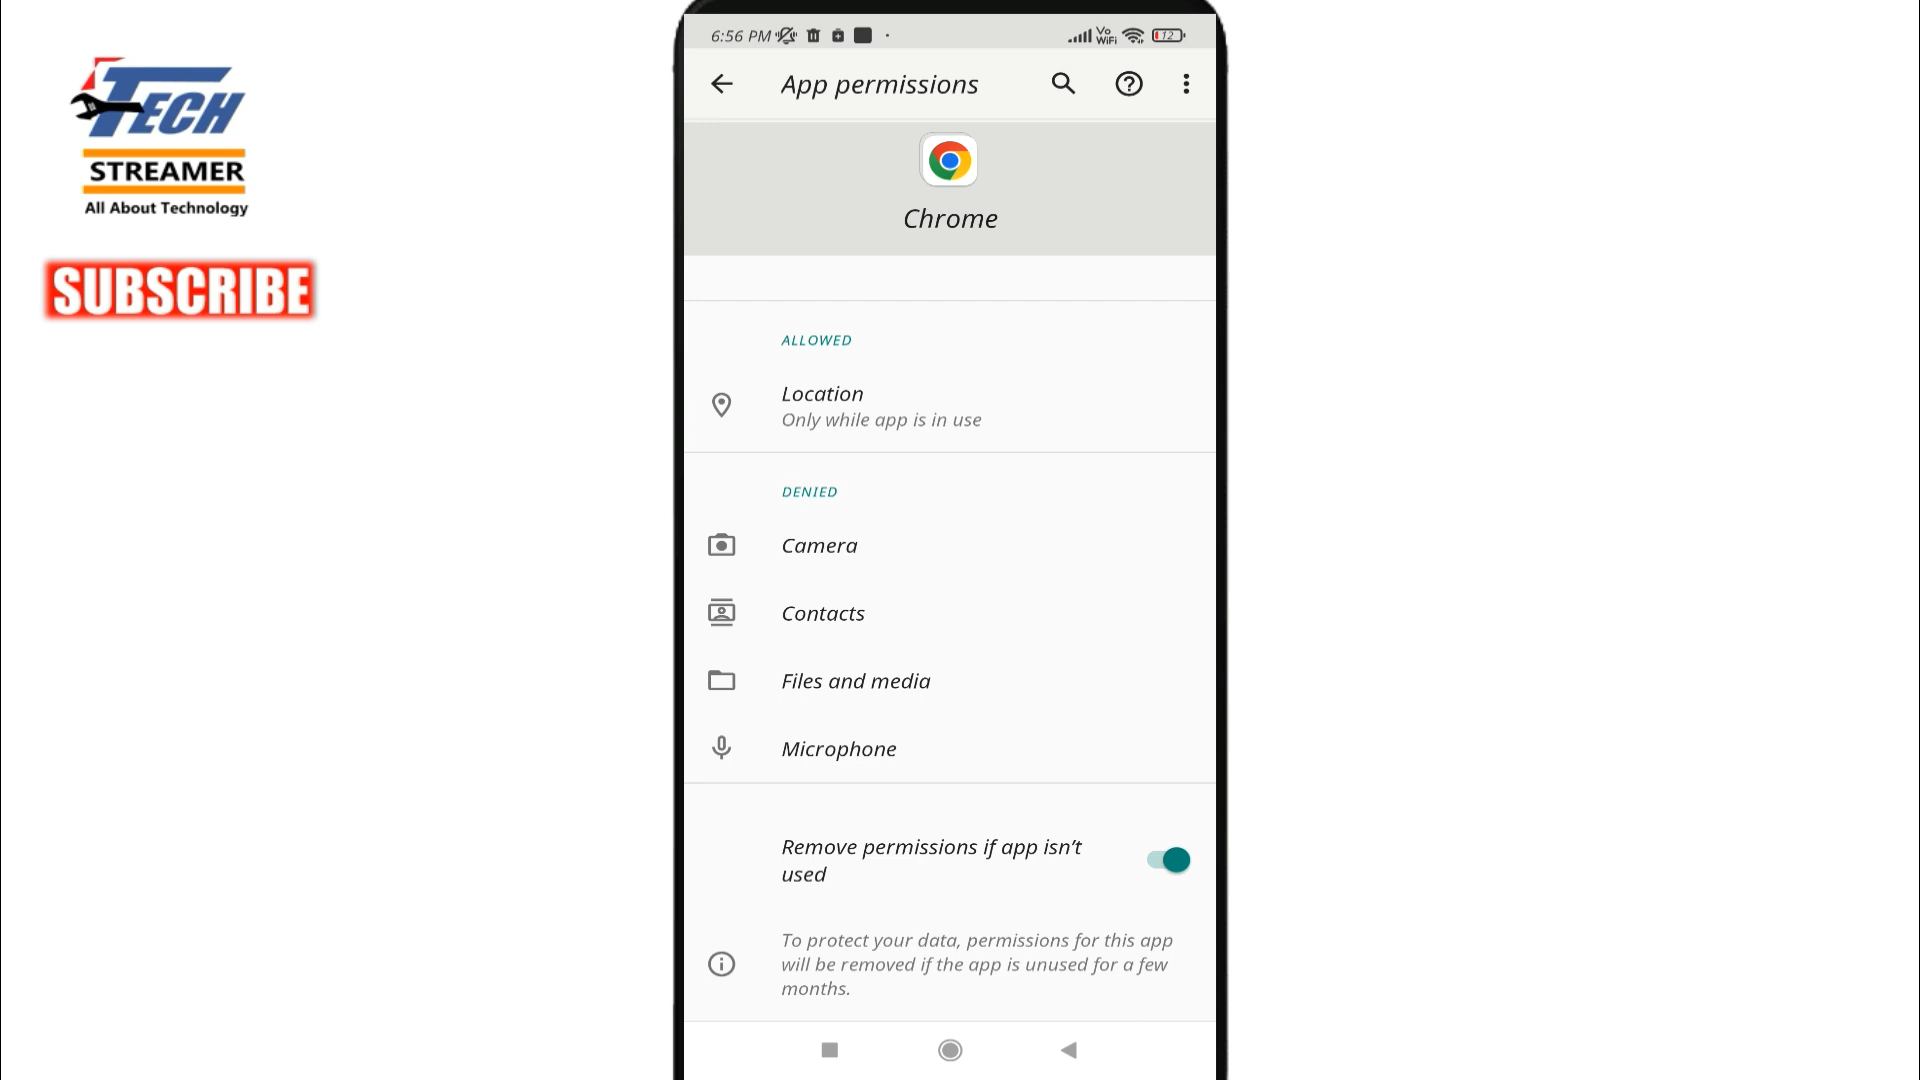 TECH
STREAMER
All About Technology
SUBSCRIBE
6:56 PM
Vo
WiFi
12
App permissions
Chrome
ALLOWED
Location
Only while app is in use
DENIED
Camera
Contacts
Files and media
Microphone
Remove permissions if app isn't
used
To protect your data, permissions for this app
will be removed if the app is unused for a few
months.